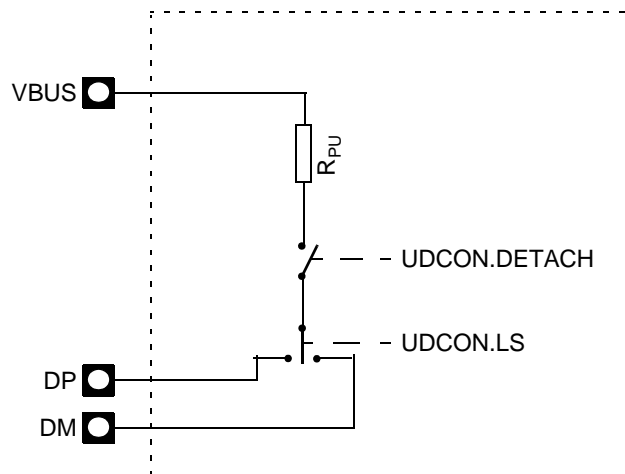 VBUS
RPU
UDCON.DETACH
UDCON.LS
DP
DM